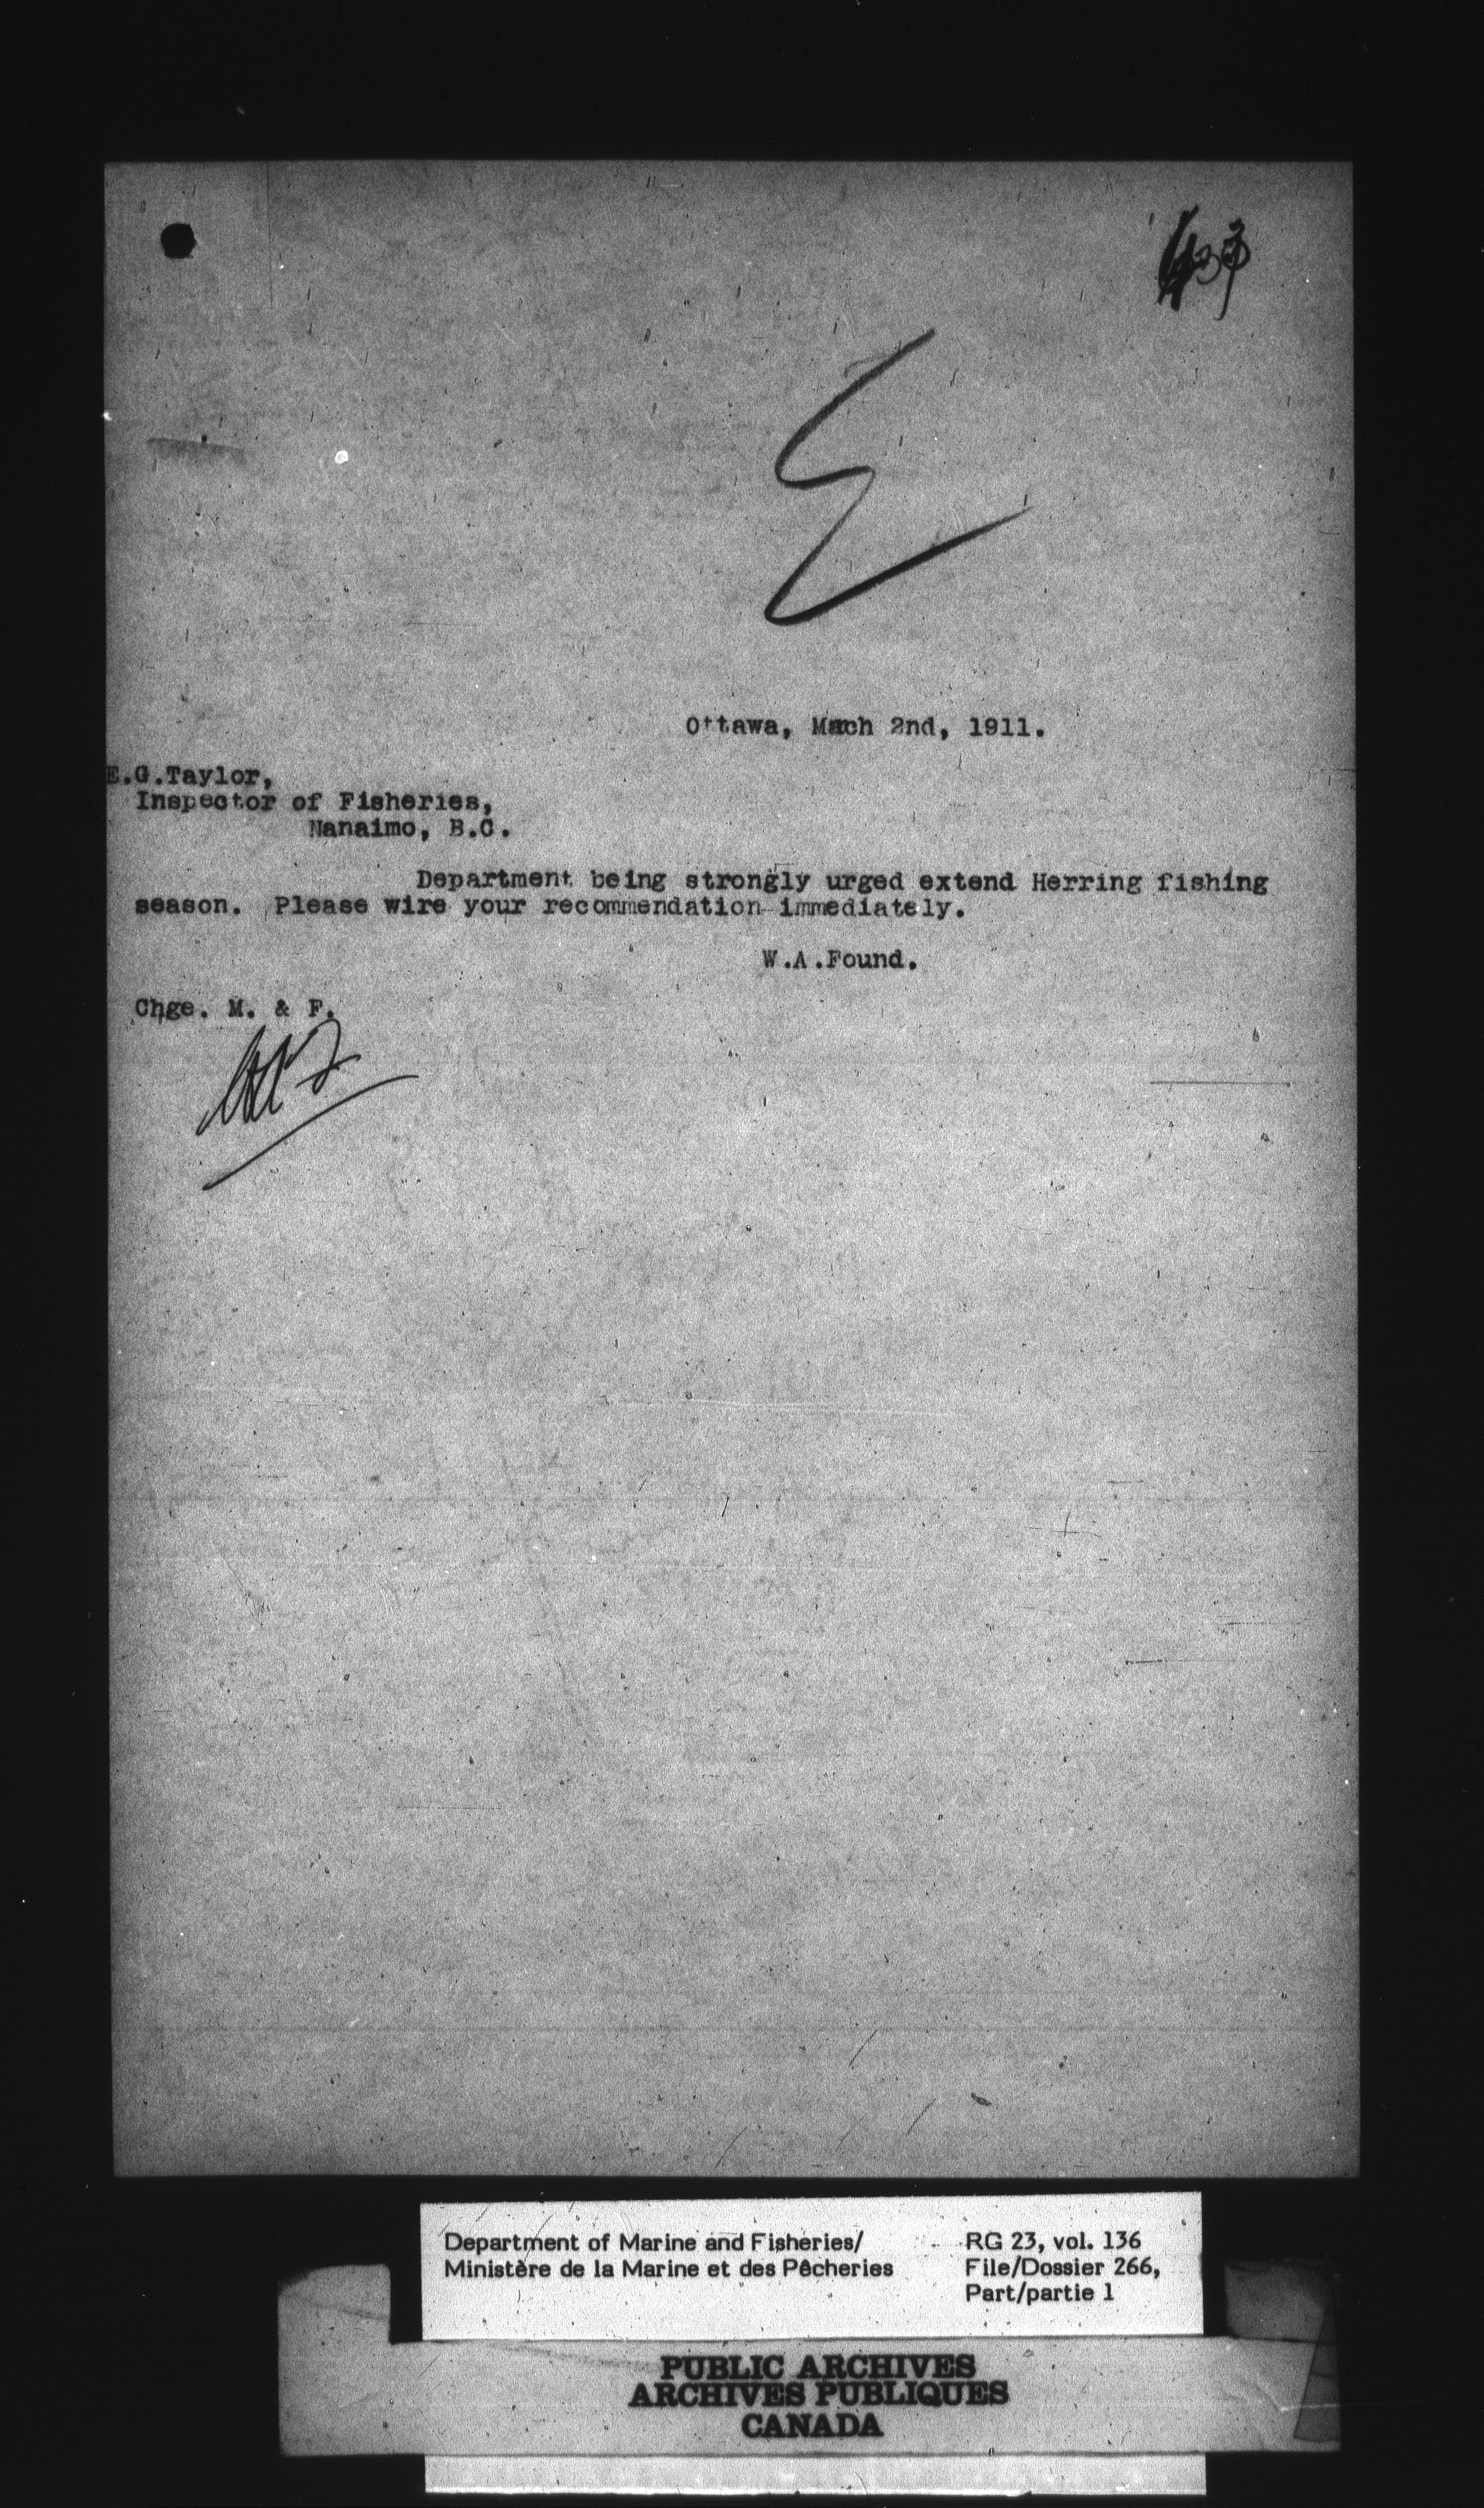 Ottawa, March 2nd, 1911.
E.G.Taylor,
Inspector of Fisheries,
Nanaimo, B.C.
Department being strongly urged extend Herring fishing
season. Please wire your recommendation immediately.
W.A.Found.
Chge. M. & F.
Department of Marine and Fisheries/
Ministère de la Marine et des Pêcheries
RG 23, vol. 136
File/Dossier 266,
Part/partie 1
PUBLIC ARCHIVES
ARCHIVES PUBLIQUES
CANADA